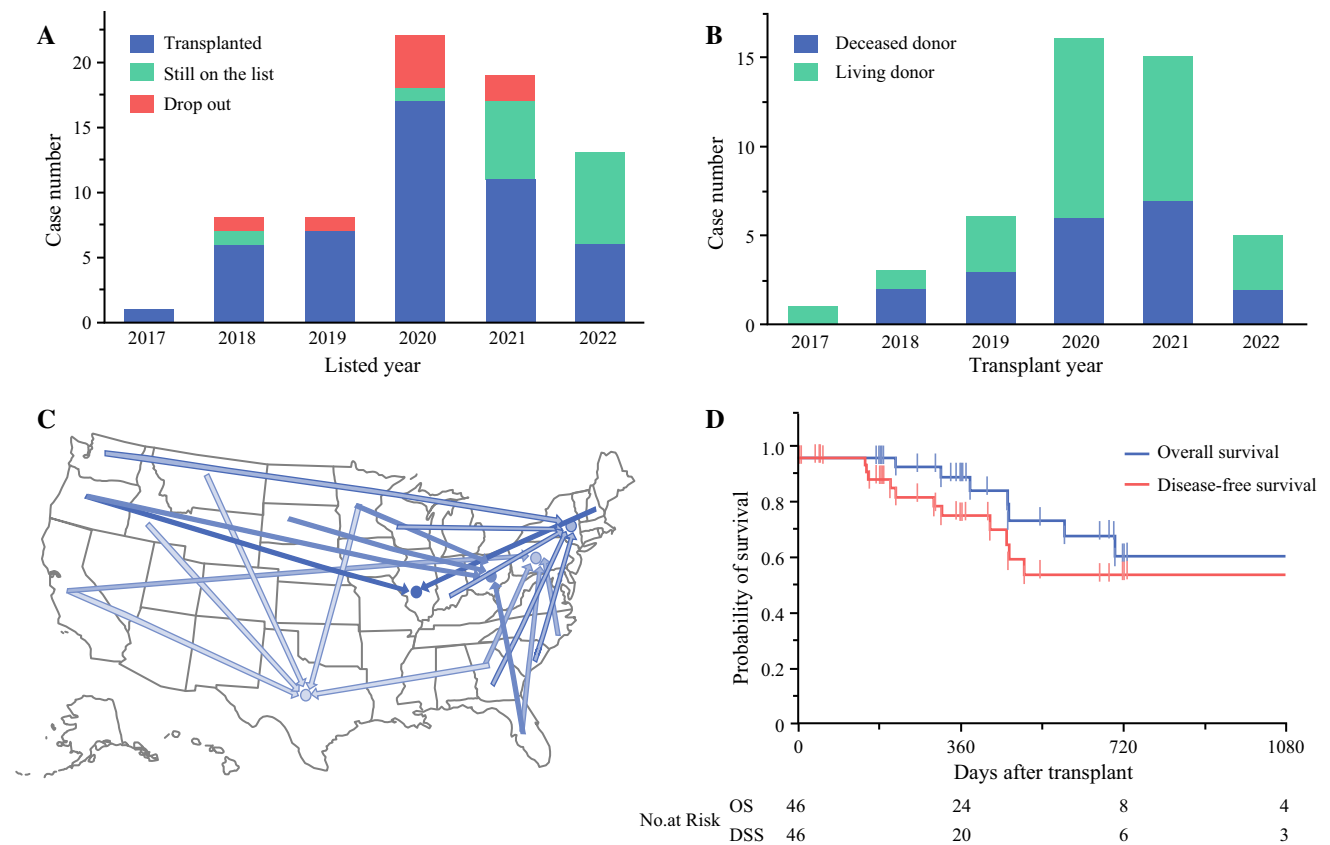 A
Transplanted
Still on the list
Drop out
Case number
20
15
10
5
0
2017 2018 2019 2020 2021 2022
Listed year
B
Deceased donor
Living donor
Case number
15
10
5
0
2017 2018 2019 2020 2021 2022
Transplant year
C
D
Overall survival
Disease-free survival
Probability of survival
1.0
0.8
0.6
0.4
0.2
0
0 360 720 1080
Days after transplant
No.at Risk
OS 46 24 8 4
DSS 46 20 6 3